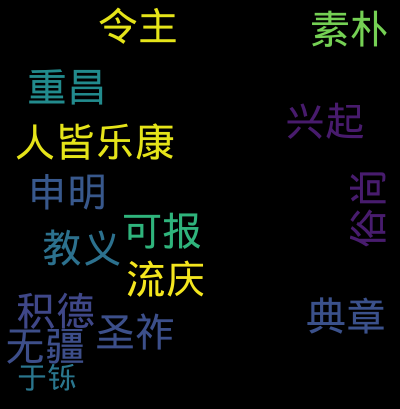 令主
素朴
重昌
兴起
人皆乐康
申明
俗尚
可报
教义
流庆
积德
典章
圣祚
无疆
于铄